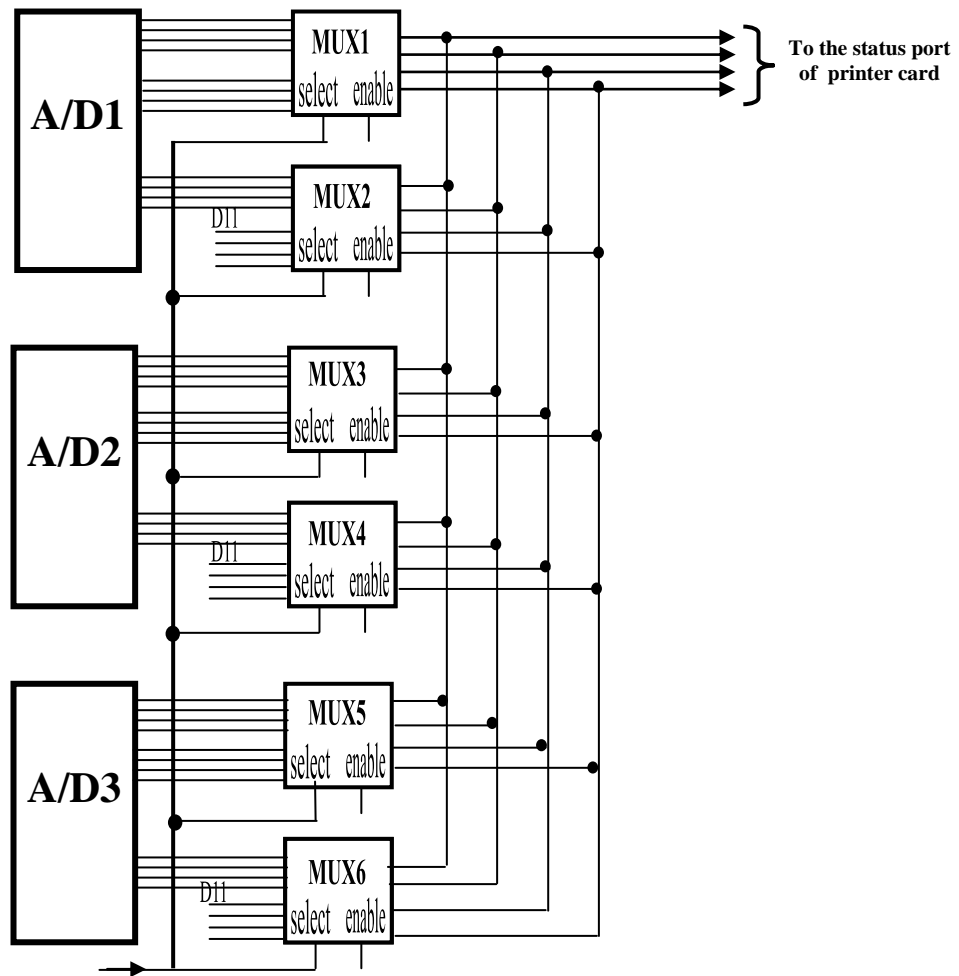 MUX1
select enable
To the status port
of printer card
A/D1
MUX2
D11
select enable
MUX3
select enable
A/D2
MUX4
D11
select enable
MUX5
select enable
A/D3
MUX6
D11
select enable